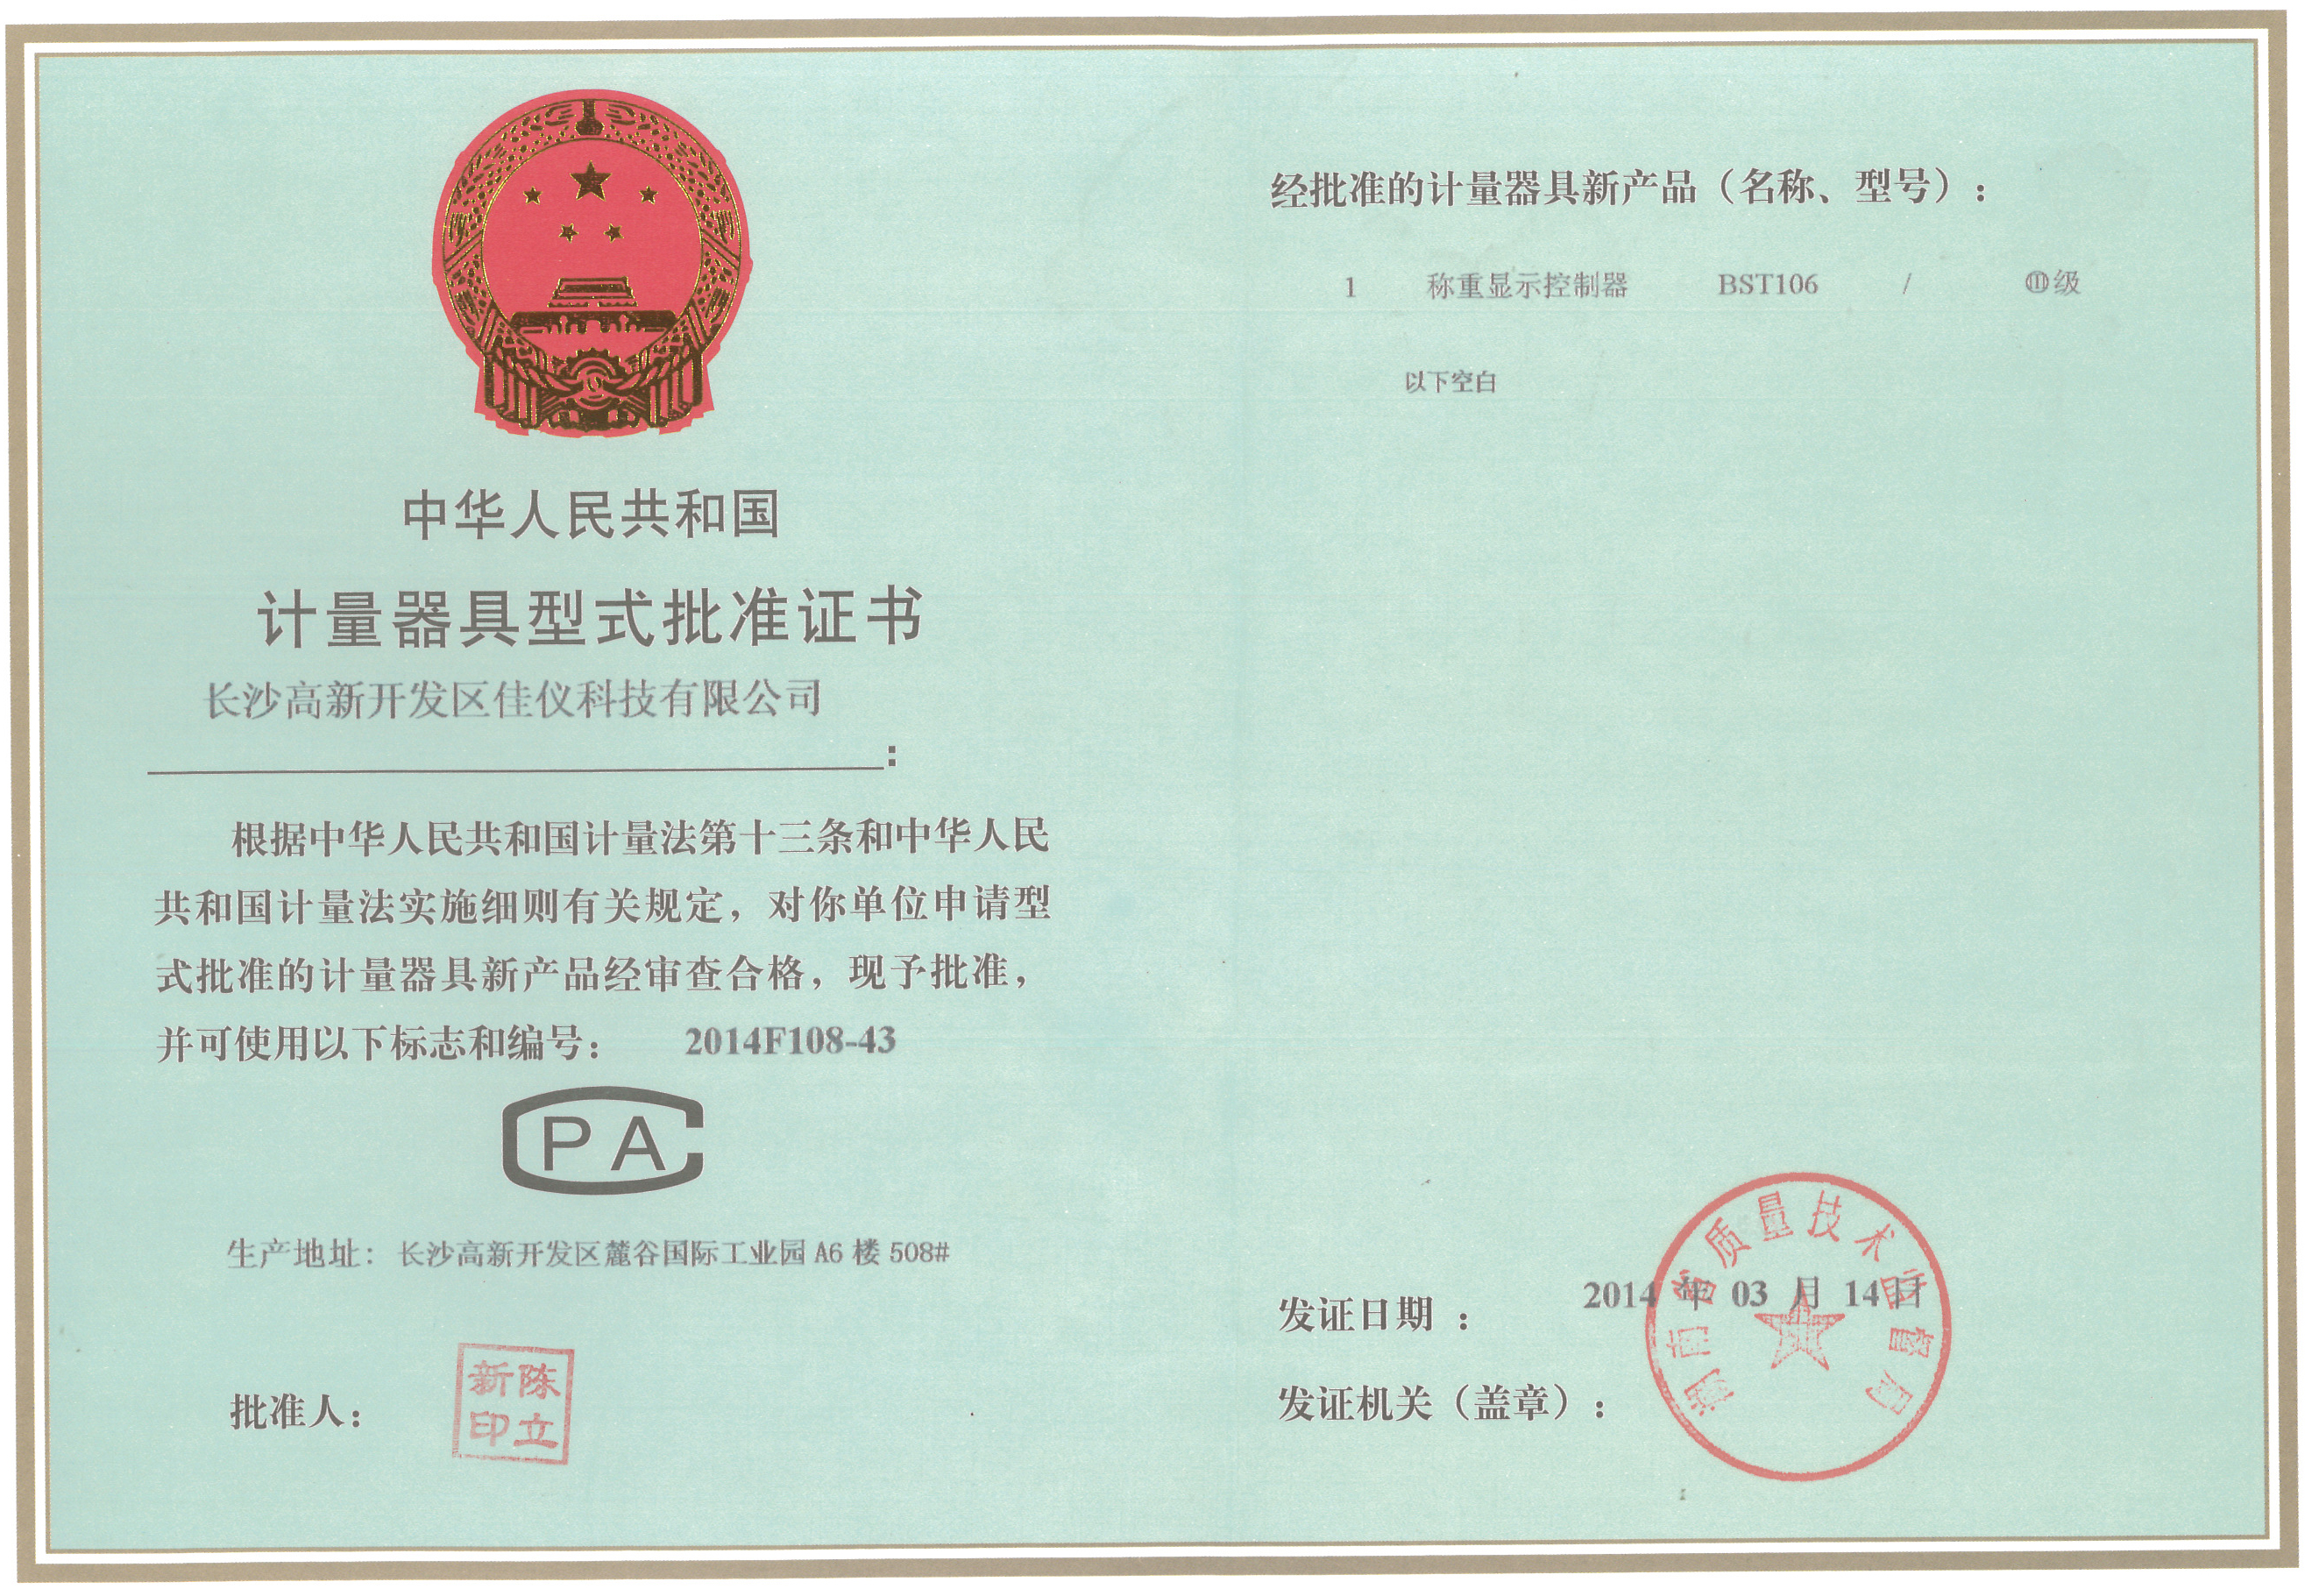 中华人民共和国
计量器具型式批准证书
长沙高新开发区佳仪科技有限公司
:
根据中华人民共和国计量法第十三条和中华人民
共和国计量法实施细则有关规定，对你单位申请型
式批准的计量器具新产品经审查合格，现予批准，
并可使用以下标志和编号： 2014F108-43
PA
生产地址：长沙高新开发区麓谷国际工业园 A6 楼 508#
批准人：
陈立新印
经批准的计量器具新产品（名称、型号）：
1 称重显示控制器 BST106 / Ⓘ级
以下空白
发证日期 ： 2014 年 03 月 14 日
发证机关（盖章）：
湖南省质量技术监督局